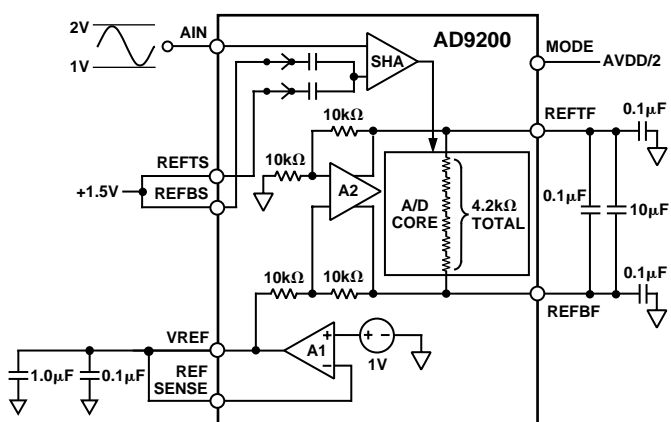 2V
1V
AIN
AD9200
SHA
MODE
AVDD/2
10kΩ
REFTF
0.1μF
REFTS
REFBS
+1.5V
10kΩ
A2
A/D
CORE
4.2kΩ
TOTAL
0.1μF
10μF
10kΩ
10kΩ
0.1μF
REFBF
VREF
A1
+
−
+ −
1V
1.0μF
0.1μF
REF
SENSE